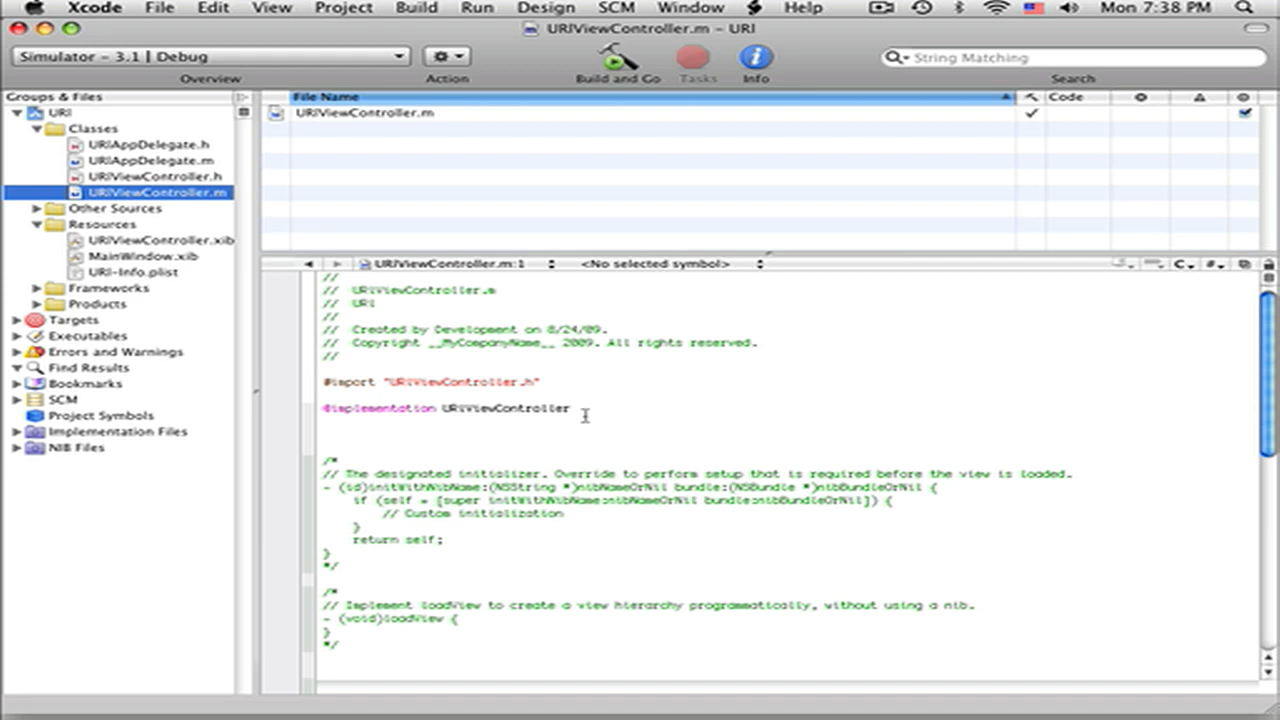 Xcode File Edit View Project Build Run Design SCM Window Help Mon 7:38 PM
URIViewController.m – URI
Simulator – 3.1 | Debug
String Matching
Overview Action Build and Go Tasks Info Search
Groups & Files
File Name Code
URI
URIViewController.m
Classes
URIAppDelegate.h
URIAppDelegate.m
URIViewController.h
URIViewController.m
Other Sources
Resources
URIViewController.xib
MainWindow.xib
URI-Info.plist
Frameworks
Products
Targets
Executables
Errors and Warnings
Find Results
Bookmarks
SCM
Project Symbols
Implementation Files
NIB Files
URIViewController.m:1 <No selected symbol> C #
//
// URIViewController.m
// URI
//
// Created by Development on 8/24/09.
// Copyright __MyCompanyName__ 2009. All rights reserved.
//
#import "URIViewController.h"
@implementation URIViewController
/*
// The designated initializer. Override to perform setup that is required before the view is loaded.
- (id)initWithNibName:(NSString *)nibNameOrNil bundle:(NSBundle *)nibBundleOrNil {
if (self = [super initWithNibName:nibNameOrNil bundle:nibBundleOrNil]) {
// Custom initialization
}
return self;
}
*/
/*
// Implement loadView to create a view hierarchy programmatically, without using a nib.
- (void)loadView {
}
*/